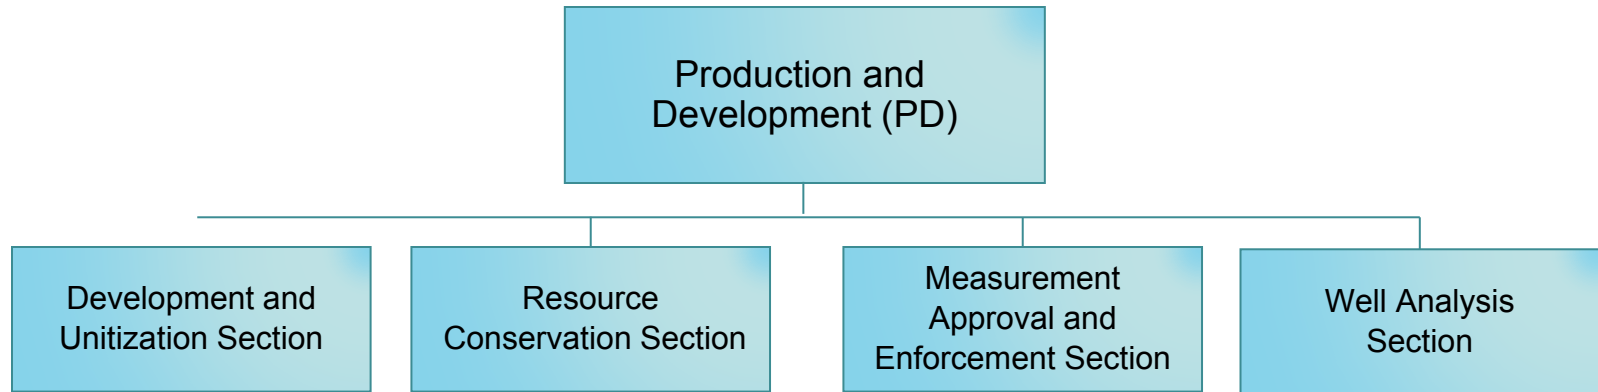 Production and
Development (PD)
Development and
Unitization Section
Resource
Conservation Section
Measurement
Approval and
Enforcement Section
Well Analysis
Section